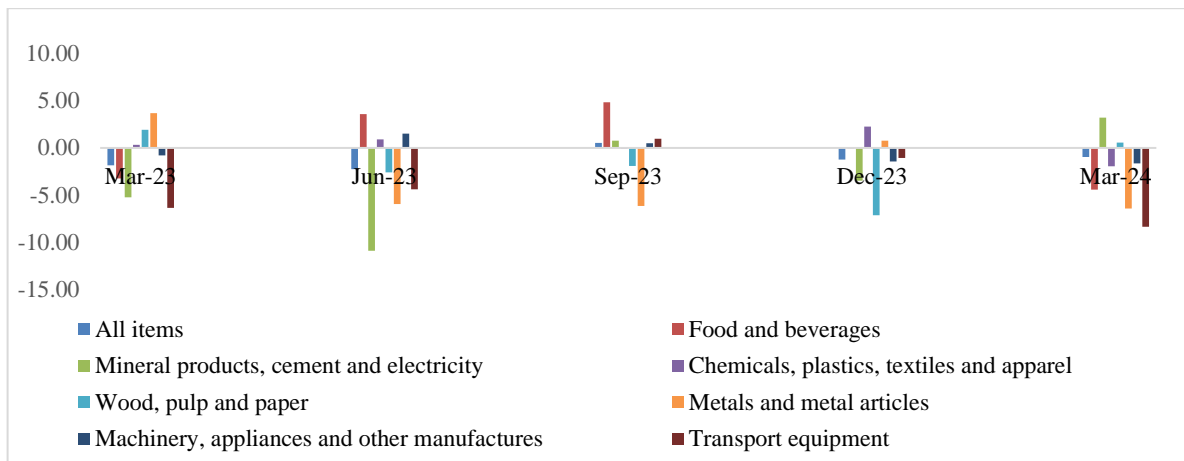 10.00
5.00
0.00
-5.00
-10.00
-15.00
Mar-23 Jun-23 Sep-23 Dec-23 Mar-24
All items Food and beverages
Mineral products, cement and electricity Chemicals, plastics, textiles and apparel
Wood, pulp and paper Metals and metal articles
Machinery, appliances and other manufactures Transport equipment